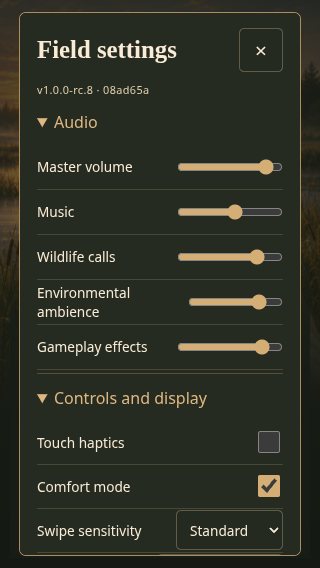 Field settings
×
v1.0.0-rc.8 · 08ad65a
▼ Audio
Master volume
Music
Wildlife calls
Environmental
ambience
Gameplay effects
▼ Controls and display
Touch haptics
Comfort mode
Swipe sensitivity
Standard